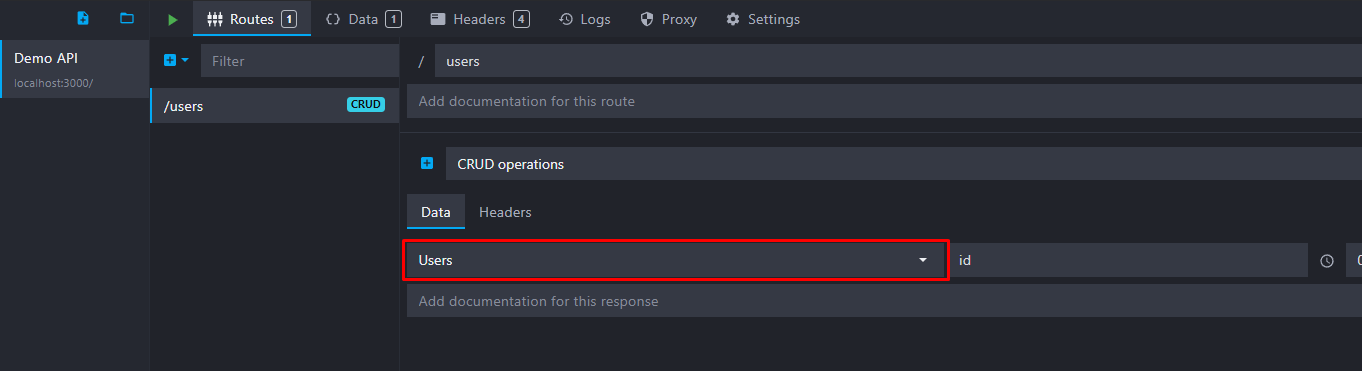 Routes 1 Data 1 Headers 4 Logs Proxy Settings
Demo API
localhost:3000/
Filter
/users CRUD
/ users
Add documentation for this route
CRUD operations
Data Headers
Users id 0
Add documentation for this response